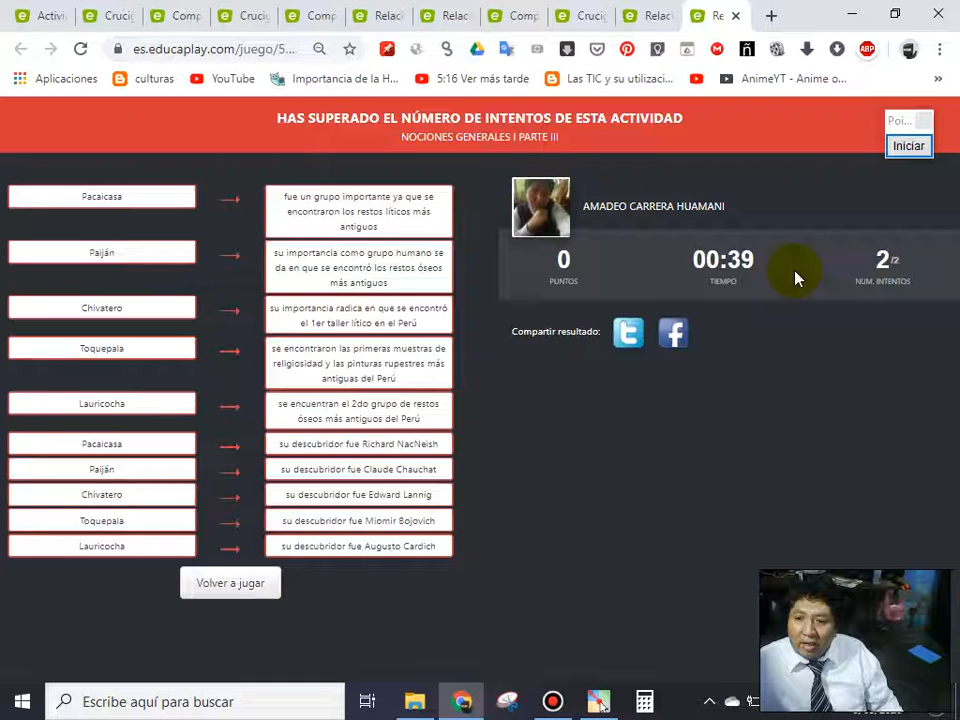 Activi
Crucig
Comp
Crucig
Comp
Relac
Relac
Comp
Crucig
Relac
Re
es.educaplay.com/juego/5...
ABP
Aplicaciones
culturas
YouTube
Importancia de la H...
5:16 Ver más tarde
Las TIC y su utilizaci...
AnimeYT - Anime o...
»
HAS SUPERADO EL NÚMERO DE INTENTOS DE ESTA ACTIVIDAD
NOCIONES GENERALES I PARTE III
Poi...
Iniciar
Pacaicasa
fue un grupo importante ya que se
encontraron los restos líticos más
antiguos
Paiján
su importancia como grupo humano se
da en que se encontró los restos óseos
más antiguos
Chivatero
su importancia radica en que se encontró
el 1er taller lítico en el Perú
Toquepala
se encontraron las primeras muestras de
religiosidad y las pinturas rupestres más
antiguas del Perú
Lauricocha
se encuentran el 2do grupo de restos
óseos más antiguos del Perú
Pacaicasa
su descubridor fue Richard NacNeish
Paiján
su descubridor fue Claude Chauchat
Chivatero
su descubridor fue Edward Lannig
Toquepala
su descubridor fue Miomir Bojovich
Lauricocha
su descubridor fue Augusto Cardich
Volver a jugar
AMADEO CARRERA HUAMANI
0
PUNTOS
00:39
TIEMPO
2/2
NUM. INTENTOS
Compartir resultado:
Escribe aquí para buscar